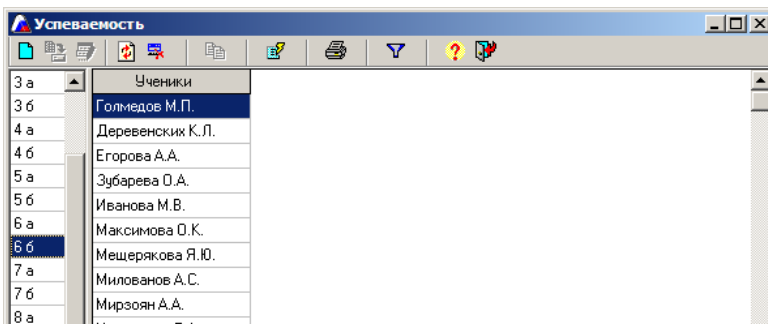 Успеваемость
3 а
3 б
4 а
4 б
5 а
5 б
6 а
6 б
7 а
7 б
8 а
Ученики
Голмедов М.П.
Деревенских К.Л.
Егорова А.А.
Зубарева О.А.
Иванова М.В.
Максимова О.К.
Мещерякова Я.Ю.
Милованов А.С.
Мирзоян А.А.